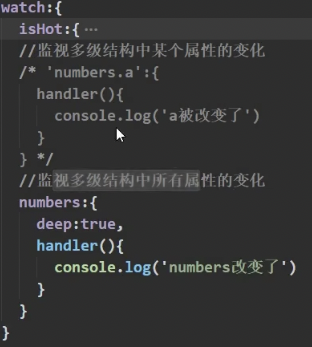 watch:{
isHot:{···
//监视多级结构中某个属性的变化
/* 'numbers.a':{
handler(){
console.log('a被改变了')
}
} */
//监视多级结构中所有属性的变化
numbers:{
deep:true,
handler(){
console.log('numbers改变了')
}
}
}